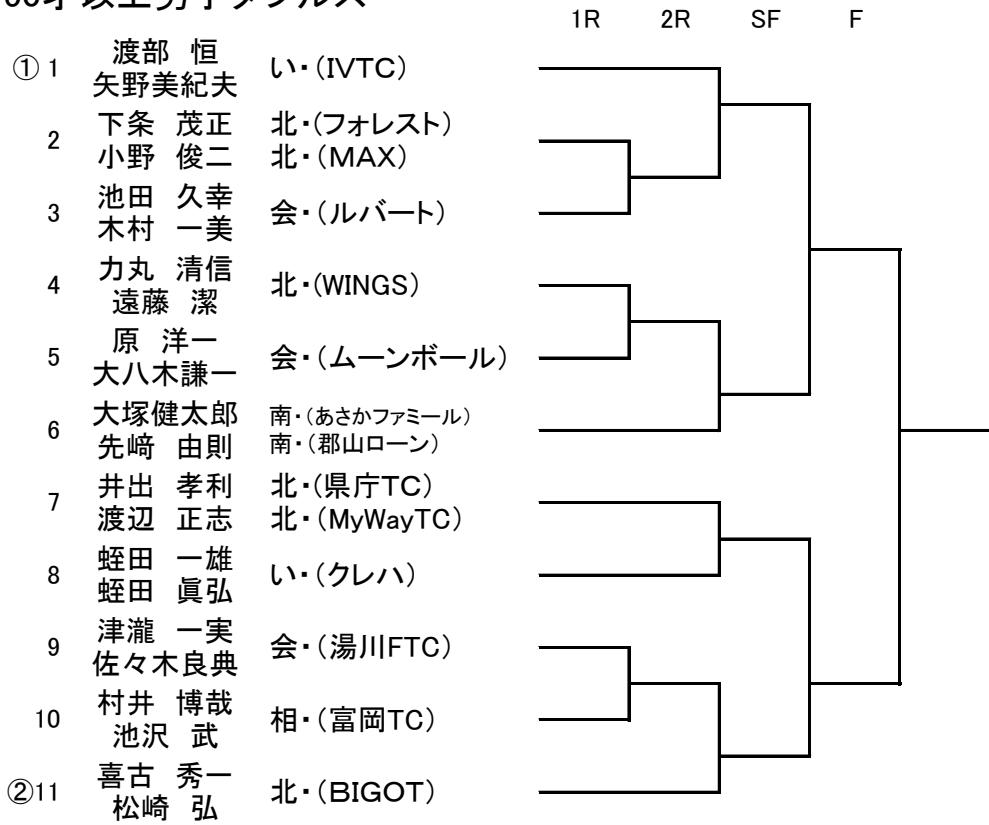 才以上男子ダブルス
1R 2R SF F
① 1 渡部 恒 い・(IVTC)
矢野美紀夫
2 下条 茂正 北・(フォレスト)
小野 俊二 北・(MAX)
3 池田 久幸 会・(ルバート)
木村 一美
4 力丸 清信 北・(WINGS)
遠藤 潔
5 原 洋一 会・(ムーンボール)
大八木謙一
6 大塚健太郎 南・(あさかファミール)
先﨑 由則 南・(郡山ローン)
7 井出 孝利 北・(県庁TC)
渡辺 正志 北・(MyWayTC)
8 蛭田 一雄 い・(クレハ)
蛭田 眞弘
9 津瀧 一実 会・(湯川FTC)
佐々木良典
10 村井 博哉 相・(富岡TC)
池沢 武
②11 喜古 秀一 北・(BIGOT)
松崎 弘